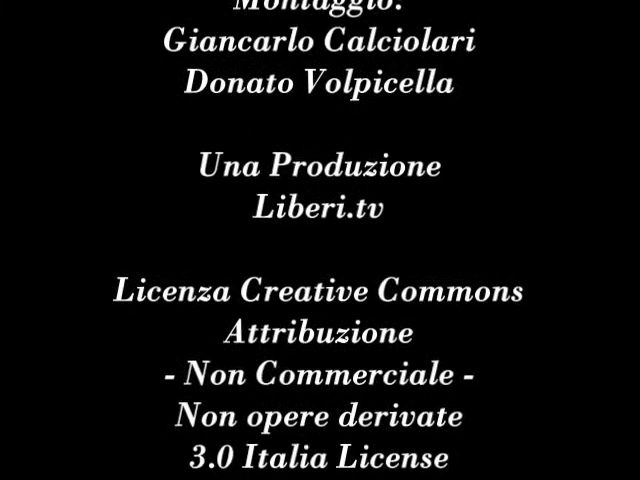 Montaggio:
Giancarlo Calciolari
Donato Volpicella
Una Produzione
Liberi.tv
Licenza Creative Commons
Attribuzione
- Non Commerciale -
Non opere derivate
3.0 Italia License